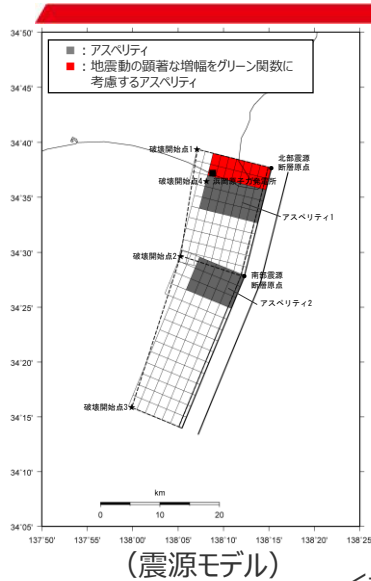 ■ : アスペリティ
■ : 地震動の顕著な増幅をグリーン関数に
考慮するアスペリティ
34˚50'
34˚45'
34˚40'
34˚35'
34˚30'
34˚25'
34˚20'
34˚15'
34˚10'
34˚05'
破壊開始点1★
北部震源
断層原点
破壊開始点4★ 浜岡原子力発電所
アスペリティ1
破壊開始点2★
南部震源
断層原点
アスペリティ2
破壊開始点3★
km
0 10 20
137˚50' 137˚55' 138˚00' 138˚05' 138˚10' 138˚15' 138˚20' 138˚25'
(震源モデル)